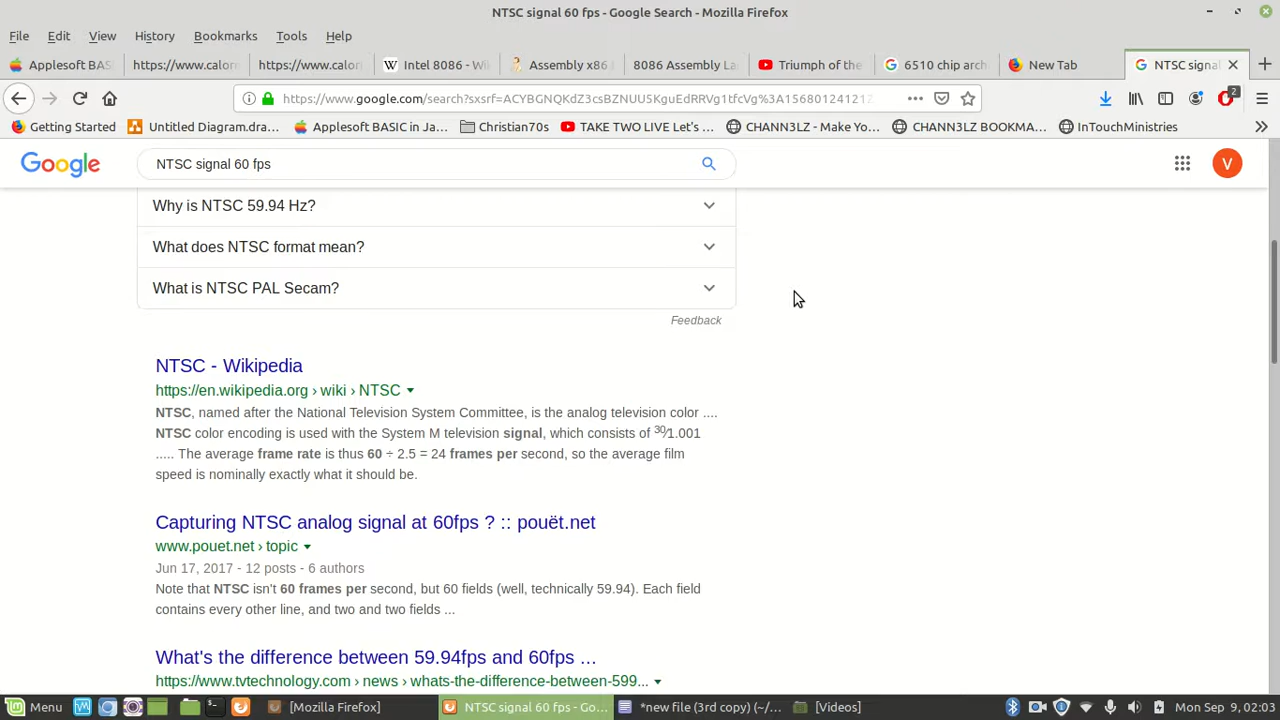 NTSC signal 60 fps - Google Search - Mozilla Firefox
File Edit View History Bookmarks Tools Help
Applesoft BAS https://www.calor https://www.calor Intel 8086 - Wi Assembly x86 8086 Assembly La Triumph of the 6510 chip arch New Tab NTSC signal
https://www.google.com/search?sxsrf=ACYBGNQKdZ3csBZNUU5KguEdRRVg1tfcVg%3A1568012412127 2
Getting Started Untitled Diagram.dra... Applesoft BASIC in Ja... Christian70s TAKE TWO LIVE Let's ... CHANN3LZ - Make Yo... CHANN3LZ BOOKMA... InTouchMinistries
Google NTSC signal 60 fps V
Why is NTSC 59.94 Hz?
What does NTSC format mean?
What is NTSC PAL Secam?
Feedback
NTSC - Wikipedia
https://en.wikipedia.org › wiki › NTSC
NTSC, named after the National Television System Committee, is the analog television color ....
NTSC color encoding is used with the System M television signal, which consists of 30⁄1.001
..... The average frame rate is thus 60 ÷ 2.5 = 24 frames per second, so the average film
speed is nominally exactly what it should be.
Capturing NTSC analog signal at 60fps ? :: pouët.net
www.pouet.net › topic
Jun 17, 2017 - 12 posts - 6 authors
Note that NTSC isn't 60 frames per second, but 60 fields (well, technically 59.94). Each field
contains every other line, and two and two fields ...
What's the difference between 59.94fps and 60fps ...
https://www.tvtechnology.com › news › whats-the-difference-between-599...
Menu [Mozilla Firefox] NTSC signal 60 fps - Go... *new file (3rd copy) (~/... [Videos] Mon Sep 9, 02:03